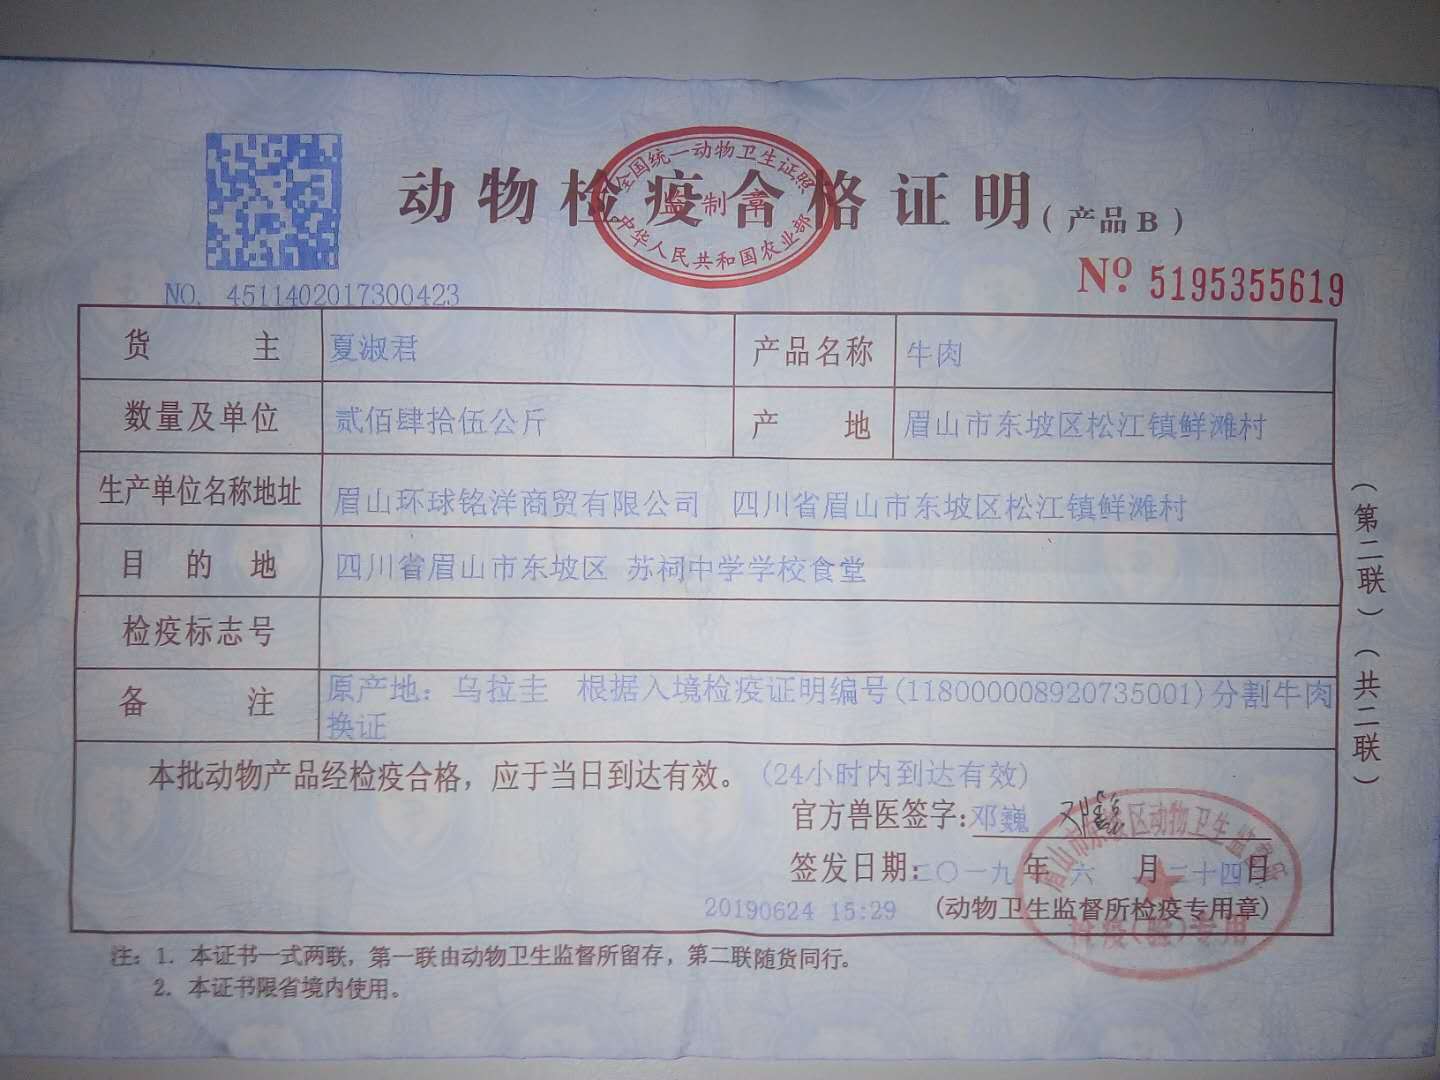 全国统一动物卫生证照
监制章
中华人民共和国农业部
动物检疫合格证明(产品B)
NO. 4511402017300423
Nº. 5195355619
货 主 夏淑君 产品名称 牛肉
数量及单位 贰佰肆拾伍公斤 产 地 眉山市东坡区松江镇鲜滩村
生产单位名称地址 眉山环球铭洋商贸有限公司 四川省眉山市东坡区松江镇鲜滩村
目 的 地 四川省眉山市东坡区 苏祠中学学校食堂
检疫标志号
备 注 原产地：乌拉圭 根据入境检疫证明编号(118000008920735001)分割牛肉
换证
本批动物产品经检疫合格，应于当日到达有效。(24小时内到达有效)
官方兽医签字:邓巍
签发日期:二〇一九 年 六 月 二十四日
20190624 15:29 (动物卫生监督所检疫专用章)
眉山市东坡区动物卫生监督所
检疫(验)专用
注：1. 本证书一式两联，第一联由动物卫生监督所留存，第二联随货同行。
2. 本证书限省境内使用。
(第二联)(共二联)